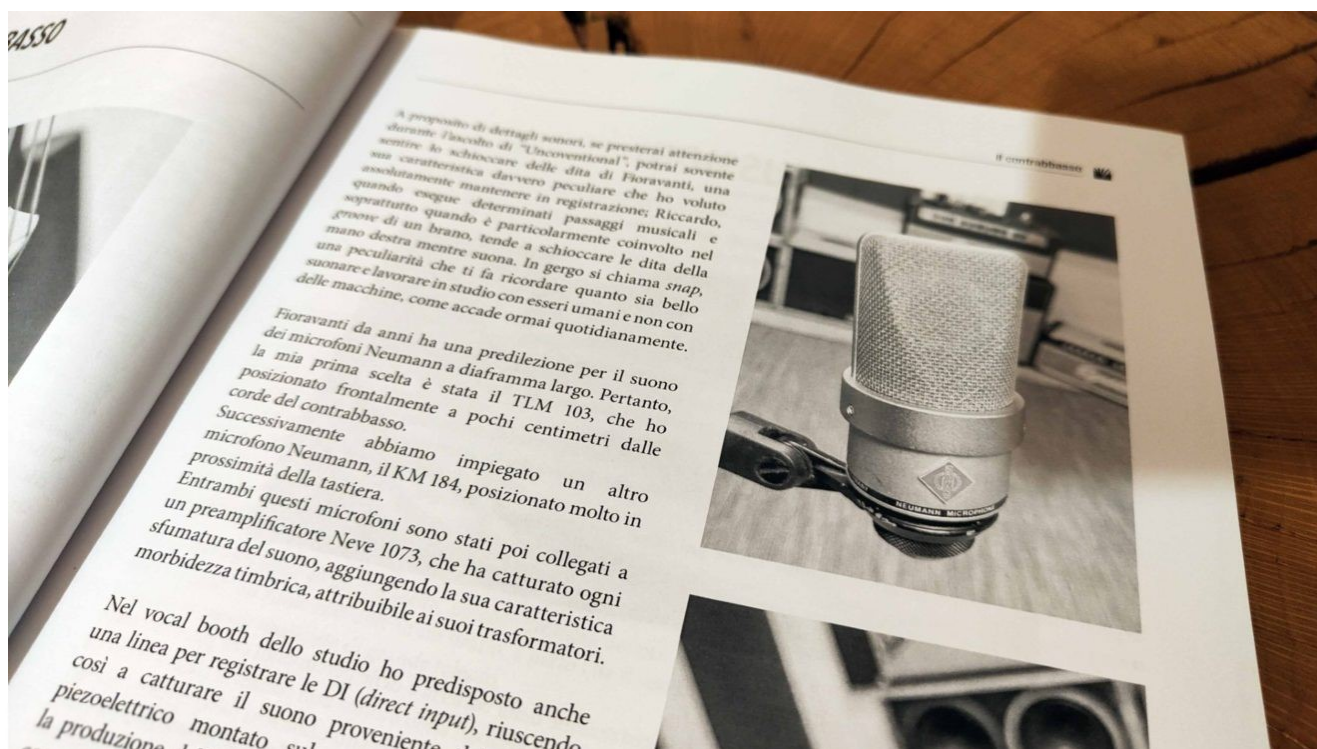 BASSO
il contrabbasso
A proposito di dettagli sonori, se presterai attenzione
durante l'ascolto di "Uncoventional", potrai sovente
sentire lo schioccare delle dita di Fioravanti, una
sua caratteristica davvero peculiare che ho voluto
assolutamente mantenere in registrazione; Riccardo,
quando esegue determinati passaggi musicali e
soprattutto quando è particolarmente coinvolto nel
groove di un brano, tende a schioccare le dita della
mano destra mentre suona. In gergo si chiama snap,
una peculiarità che ti fa ricordare quanto sia bello
suonare e lavorare in studio con esseri umani e non con
delle macchine, come accade ormai quotidianamente.
Fioravanti da anni ha una predilezione per il suono
dei microfoni Neumann a diaframma largo. Pertanto,
la mia prima scelta è stata il TLM 103, che ho
posizionato frontalmente a pochi centimetri dalle
corde del contrabbasso.
Successivamente abbiamo impiegato un altro
microfono Neumann, il KM 184, posizionato molto in
prossimità della tastiera.
Entrambi questi microfoni sono stati poi collegati a
un preamplificatore Neve 1073, che ha catturato ogni
sfumatura del suono, aggiungendo la sua caratteristica
morbidezza timbrica, attribuibile ai suoi trasformatori.
Nel vocal booth dello studio ho predisposto anche
una linea per registrare le DI (direct input), riuscendo
così a catturare il suono proveniente
piezoelettrico montato
la produzione
NEUMANN MICROPHONE